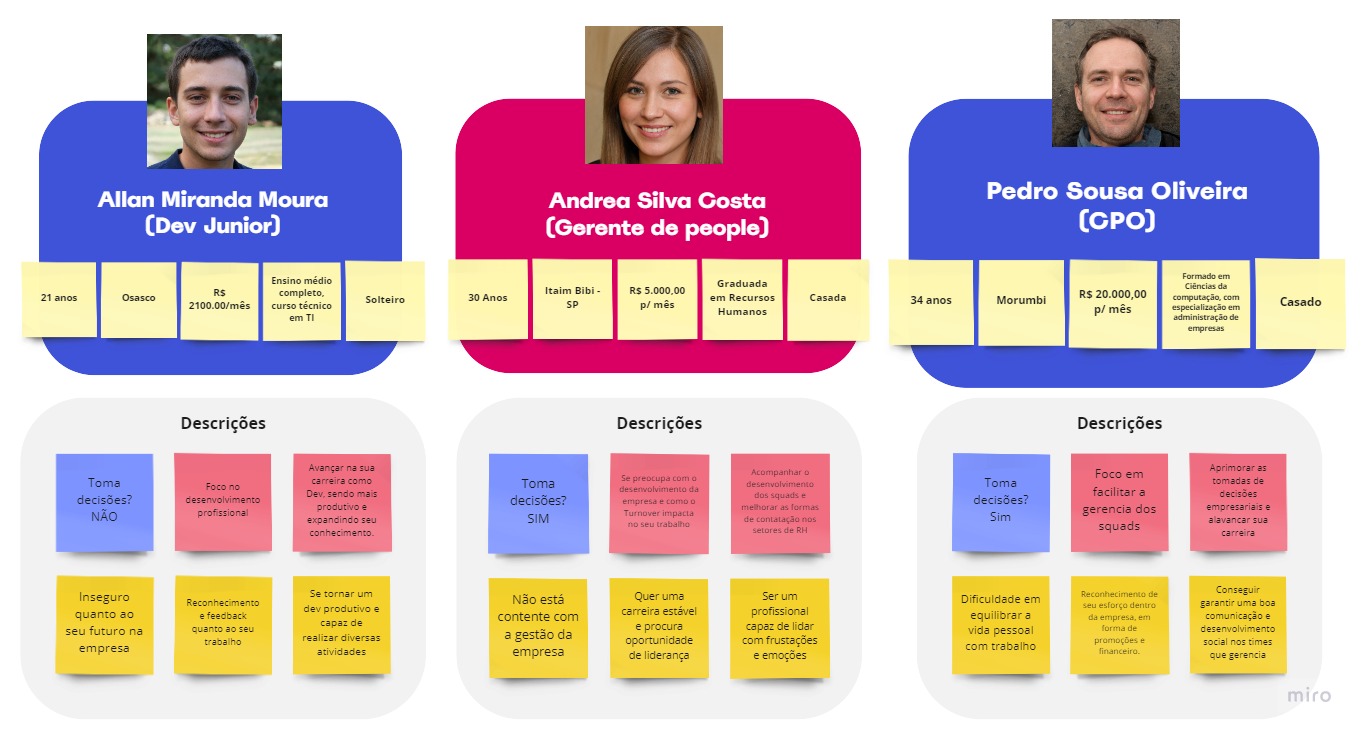 Allan Miranda Moura
(Dev Junior)
21 anos
Osasco
R$
2100.00/mês
Ensino médio
completo,
curso técnico
em TI
Solteiro
Descrições
Toma
decisões?
NÃO
Foco no
desenvolvimento
profissional
Avançar na sua
carreira como
Dev, sendo mais
produtivo e
expandindo seu
conhecimento.
Inseguro
quanto ao
seu futuro na
empresa
Reconhecimento
e feedback
quanto ao seu
trabalho
Se tornar um
dev produtivo e
capaz de
realizar diversas
atividades
Andrea Silva Costa
(Gerente de people)
30 Anos
Itaim Bibi -
SP
R$ 5.000,00
p/ mês
Graduada
em Recursos
Humanos
Casada
Descrições
Toma
decisões?
SIM
Se preocupa com o
desenvolvimento da
empresa e como o
Turnover impacta
no seu trabalho
Acompanhar o
desenvolvimento
dos squads e
melhorar as formas
de contatação nos
setores de RH
Não está
contente com
a gestão da
empresa
Quer uma
carreira estável
e procura
oportunidade
de liderança
Ser um
profissional
capaz de lidar
com frustações
e emoções
Pedro Sousa Oliveira
(CPO)
34 anos
Morumbi
R$ 20.000,00
p/ mês
Formado em
Ciências da
computação, com
especialização em
administração de
empresas
Casado
Descrições
Toma
decisões?
Sim
Foco em
facilitar a
gerencia dos
squads
Aprimorar as
tomadas de
decisões
empresariais e
alavancar sua
carreira
Dificuldade em
equilibrar a
vida pessoal
com trabalho
Reconhecimento de
seu esforço dentro
da empresa, em
forma de
promoções e
financeiro.
Conseguir
garantir uma boa
comunicação e
desenvolvimento
social nos times
que gerencia
miro